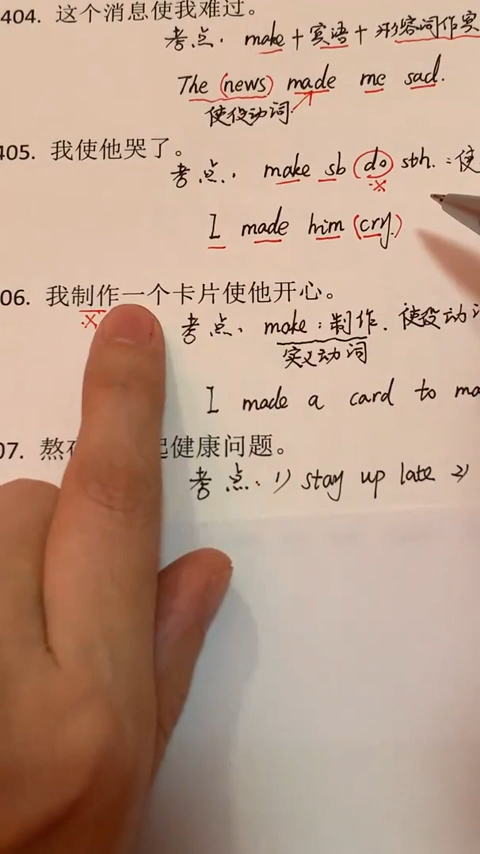 404. 这个消息使我难过。
考点. make + 宾语 + 形容词作宾
The (news) made me sad.
使役动词
405. 我使他哭了。
考点. make sb (do) sth. :使
I made him (cry.)
06. 我制作一个卡片使他开心。
考点. make:制作. 使役动词
实义动词
I made a card to ma
07. 熬 起健康问题。
考点. 1) stay up late 2)